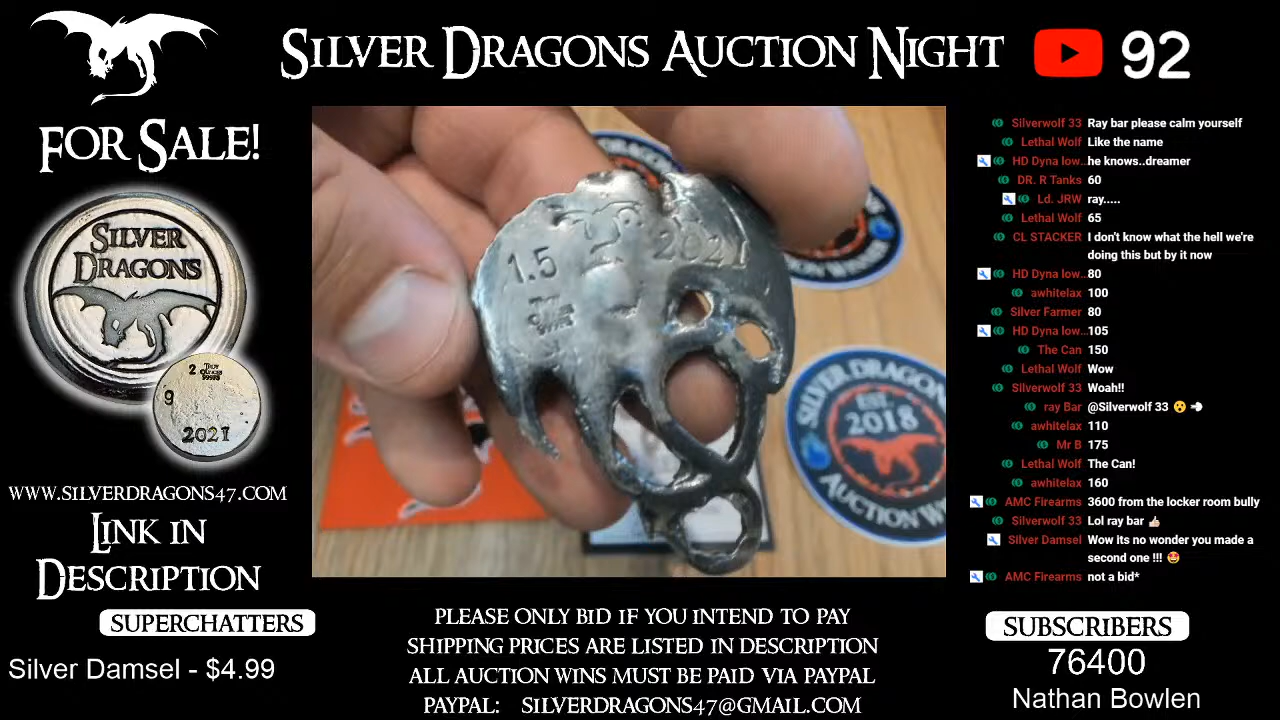 SILVER DRAGONS AUCTION NIGHT
92
FOR SALE!
SILVER
DRAGONS
2 TROY
OUNCES
9
2021
WWW.SILVERDRAGONS47.COM
LINK IN
DESCRIPTION
SUPERCHATTERS
Silver Damsel - $4.99
1.5
2021
SILVER DRAGONS
EST.
2018
AUCTION W
PLEASE ONLY BID IF YOU INTEND TO PAY
SHIPPING PRICES ARE LISTED IN DESCRIPTION
ALL AUCTION WINS MUST BE PAID VIA PAYPAL
PAYPAL: SILVERDRAGONS47@GMAIL.COM
Silverwolf 33 Ray bar please calm yourself
Lethal Wolf Like the name
HD Dyna low... he knows..dreamer
DR. R Tanks 60
Ld. JRW ray.....
Lethal Wolf 65
CL STACKER I don't know what the hell we're
doing this but by it now
HD Dyna low... 80
awhitelax 100
Silver Farmer 80
HD Dyna low... 105
The Can 150
Lethal Wolf Wow
Silverwolf 33 Woah!!
ray Bar @Silverwolf 33 😮 💨
awhitelax 110
Mr B 175
Lethal Wolf The Can!
awhitelax 160
AMC Firearms 3600 from the locker room bully
Silverwolf 33 Lol ray bar 👍🏻
Silver Damsel Wow its no wonder you made a
second one !!! 🤩
AMC Firearms not a bid*
SUBSCRIBERS
76400
Nathan Bowlen